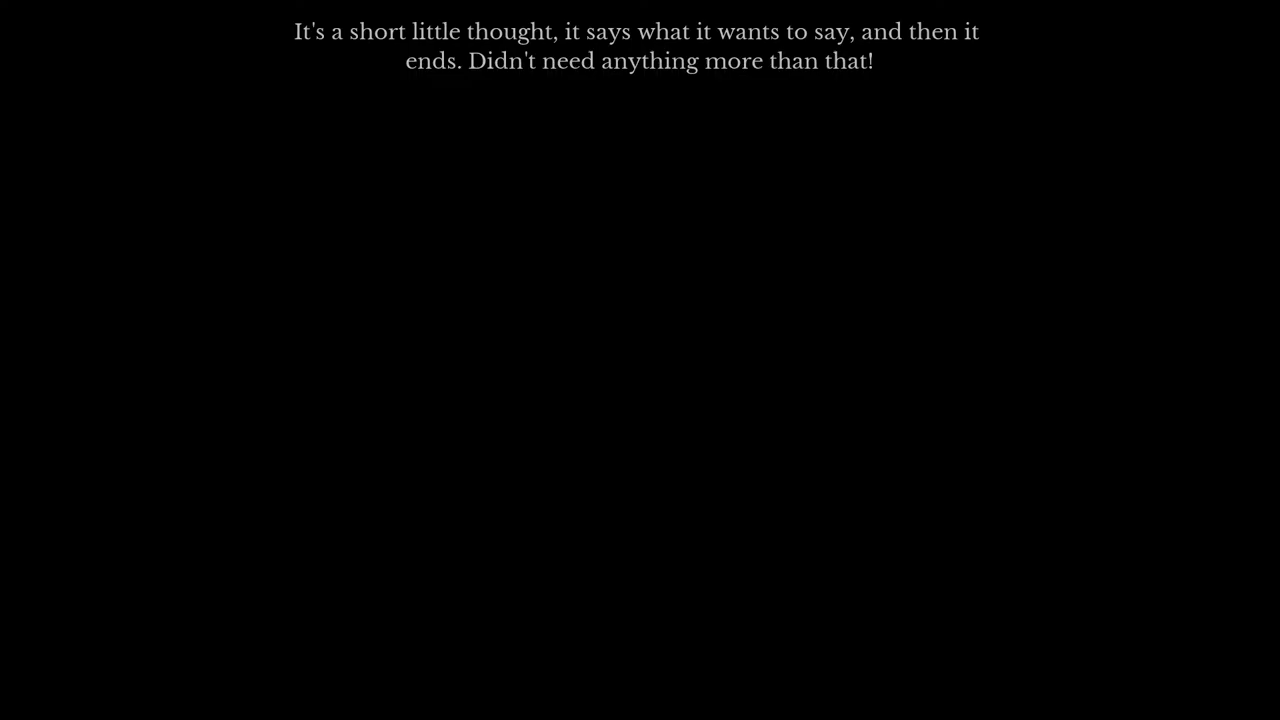 It's a short little thought, it says what it wants to say, and then it
ends. Didn't need anything more than that!